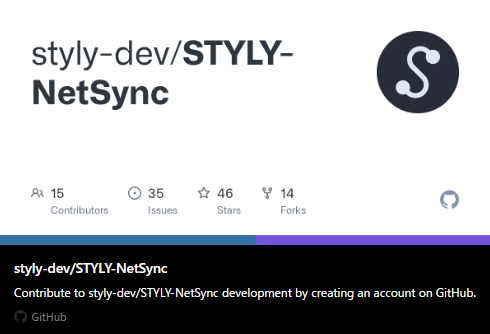 styly-dev/STYLY-
NetSync
15
Contributors
35
Issues
46
Stars
14
Forks
styly-dev/STYLY-NetSync
Contribute to styly-dev/STYLY-NetSync development by creating an account on GitHub.
GitHub